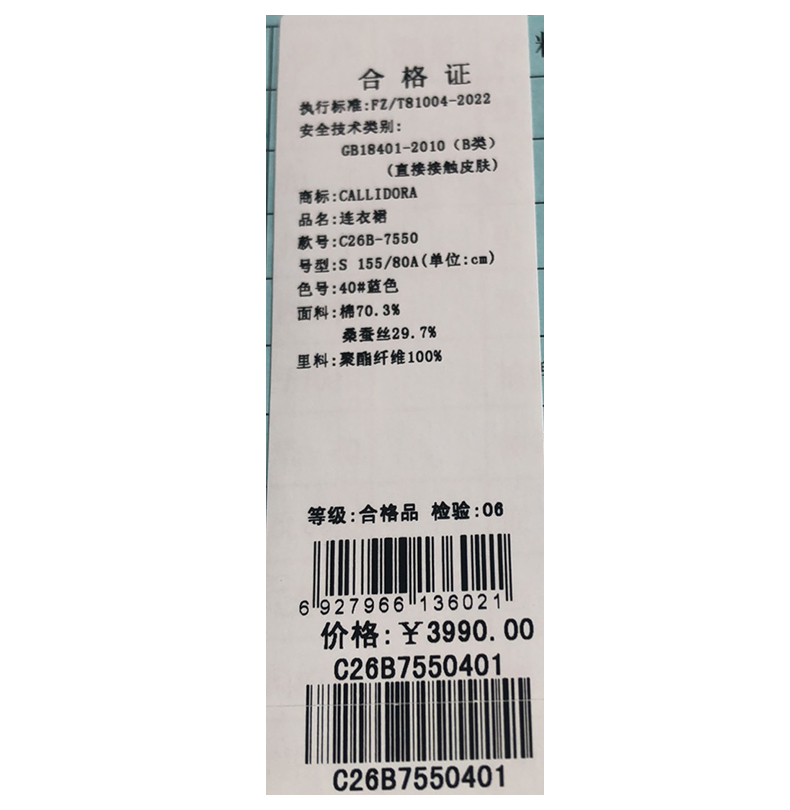 合格证
执行标准:FZ/T81004-2022
安全技术类别:
GB18401-2010（B类）
(直接接触皮肤)
商标:CALLIDORA
品名:连衣裙
款号:C26B-7550
号型:S 155/80A(单位:cm)
色号:40#蓝色
面料:棉70.3%
桑蚕丝29.7%
里料:聚酯纤维100%
等级:合格品 检验:06
6 927966 136021
价格:¥3990.00
C26B7550401
C26B7550401